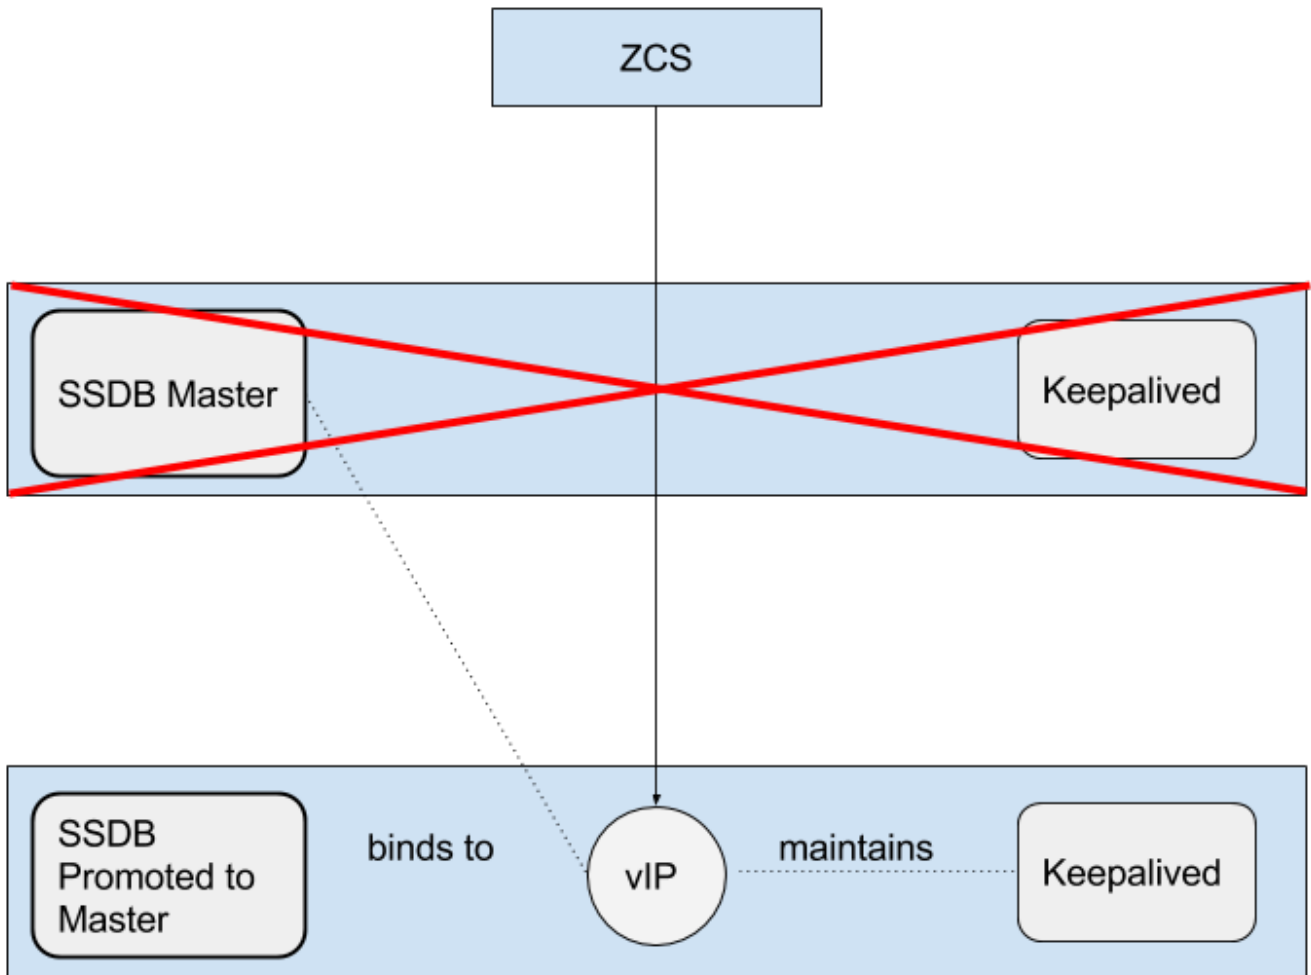 ZCS
SSDB Master
Keepalived
SSDB
Promoted to
Master
binds to
vIP
maintains
Keepalived